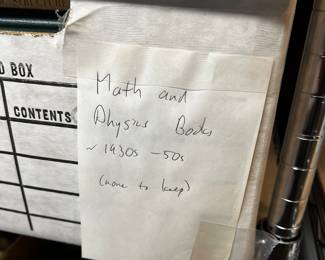 D BOX
CONTENTS
Math and
Physics Books
~ 1930s - 50s
(none to keep)